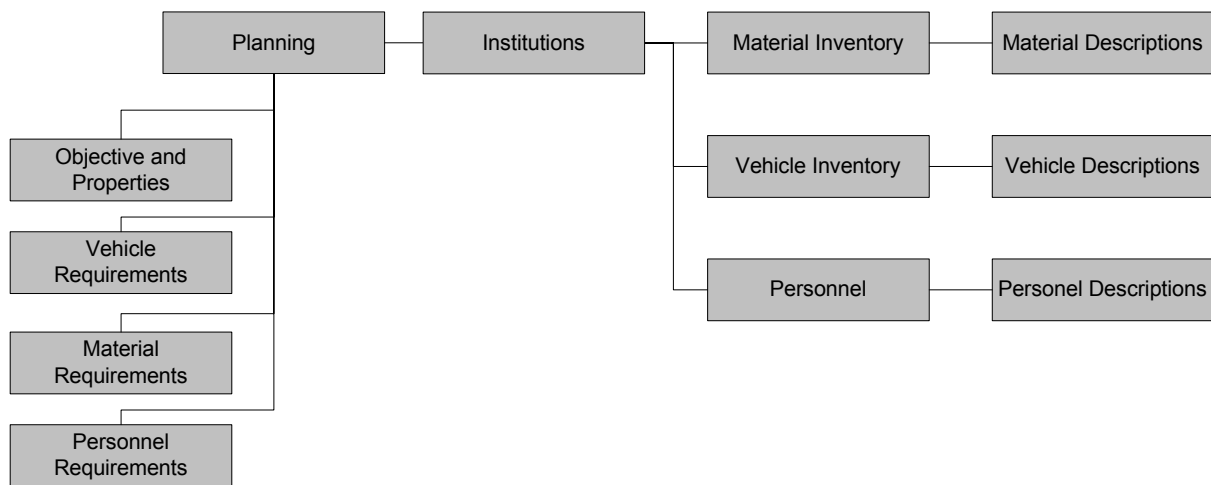 Planning
Institutions
Material Inventory
Material Descriptions
Objective and
Properties
Vehicle Inventory
Vehicle Descriptions
Vehicle
Requirements
Personnel
Personel Descriptions
Material
Requirements
Personnel
Requirements